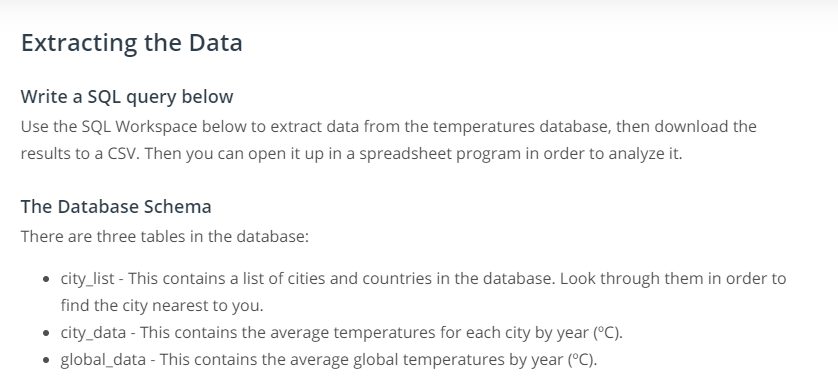 Extracting the Data
Write a SQL query below
Use the SQL Workspace below to extract data from the temperatures database, then download the
results to a CSV. Then you can open it up in a spreadsheet program in order to analyze it.
The Database Schema
There are three tables in the database:
• city_list - This contains a list of cities and countries in the database. Look through them in order to
find the city nearest to you.
• city_data - This contains the average temperatures for each city by year (ºC).
• global_data - This contains the average global temperatures by year (ºC).